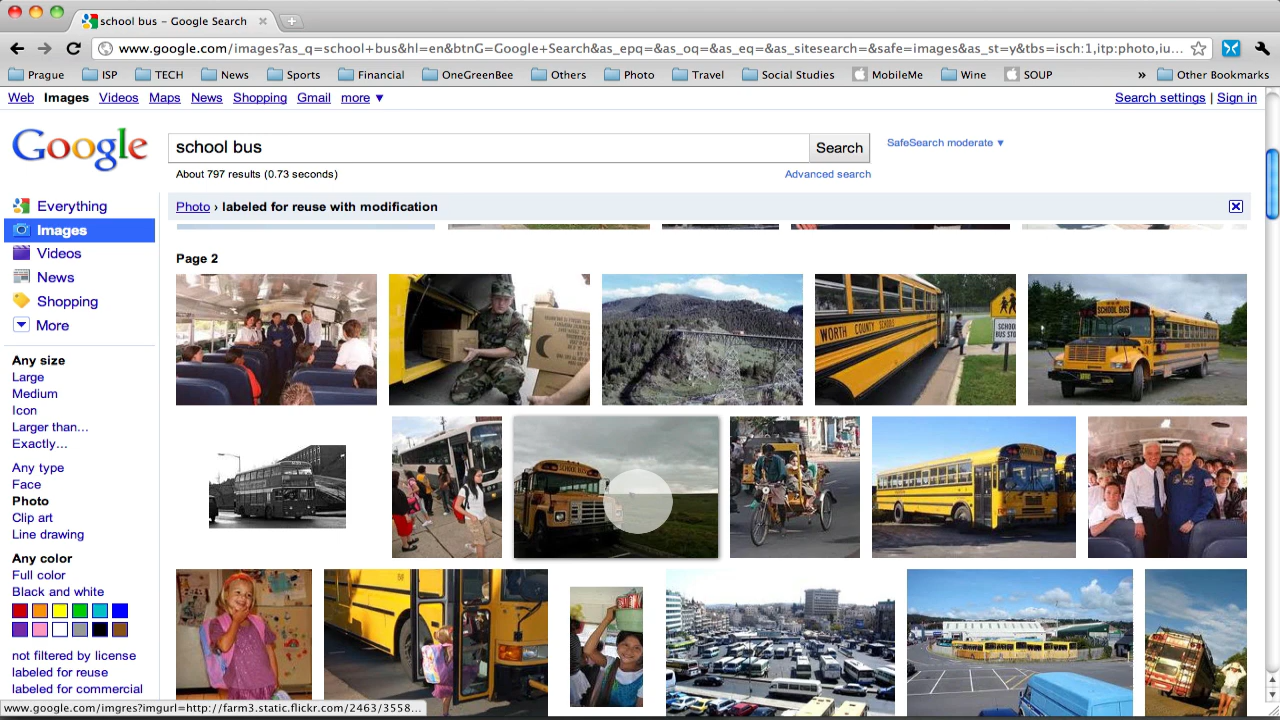 school bus – Google Search
www.google.com/images?as_q=school+bus&hl=en&btnG=Google+Search&as_epq=&as_oq=&as_eq=&as_sitesearch=&safe=images&as_st=y&tbs=isch:1,itp:photo,iu...
Prague ISP TECH News Sports Financial OneGreenBee Others Photo Travel Social Studies MobileMe Wine SOUP » Other Bookmarks
Web Images Videos Maps News Shopping Gmail more ▼ Search settings | Sign in
Google
school bus Search SafeSearch moderate ▼
About 797 results (0.73 seconds) Advanced search
Photo › labeled for reuse with modification
Everything
Images
Videos
News
Shopping
More
Page 2
WORTH COUNTY SCHOOLS
SCHOOL
BUS STO
SCHOOL BUS
Any size
Large
Medium
Icon
Larger than...
Exactly...
Any type
Face
Photo
Clip art
Line drawing
Any color
Full color
Black and white
not filtered by license
labeled for reuse
labeled for commercial
SCHOOL BUS
www.google.com/imgres?imgurl=http://farm3.static.flickr.com/2463/3558...